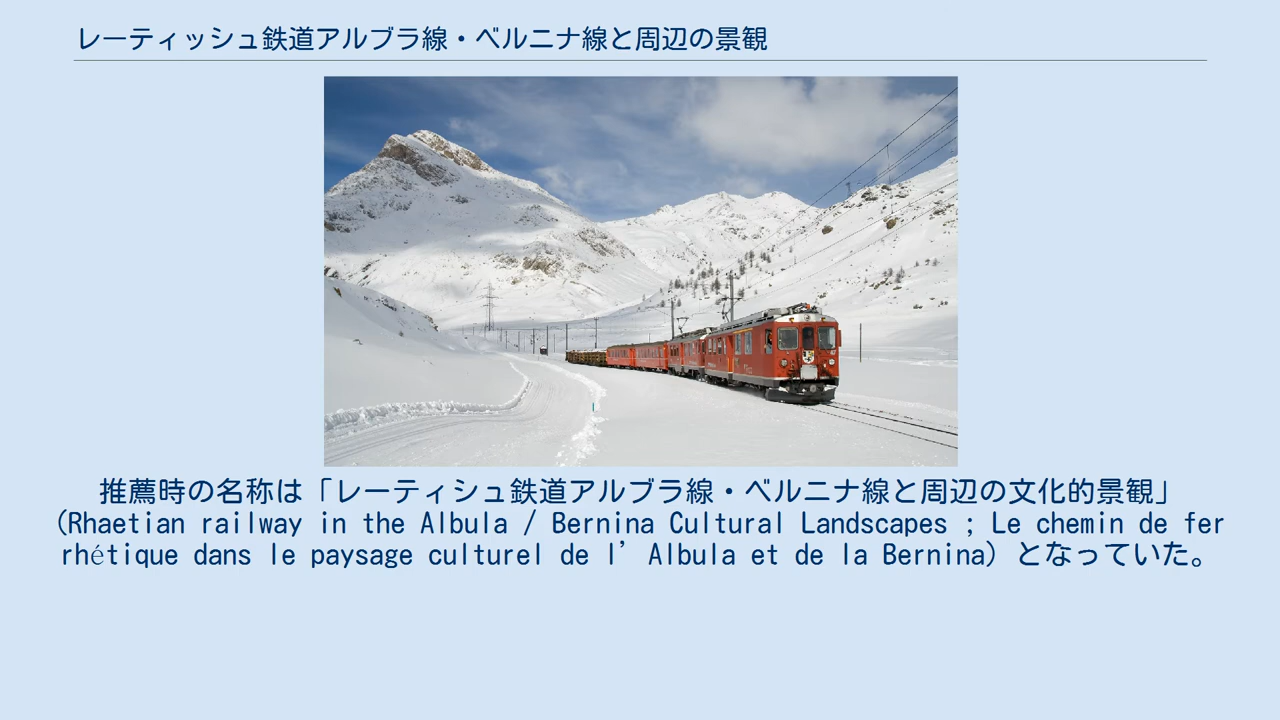 レーティッシュ鉄道アルブラ線・ベルニナ線と周辺の景観
推薦時の名称は「レーティシュ鉄道アルブラ線・ベルニナ線と周辺の文化的景観」
(Rhaetian railway in the Albula / Bernina Cultural Landscapes ; Le chemin de fer
rhétique dans le paysage culturel de l’Albula et de la Bernina) となっていた。